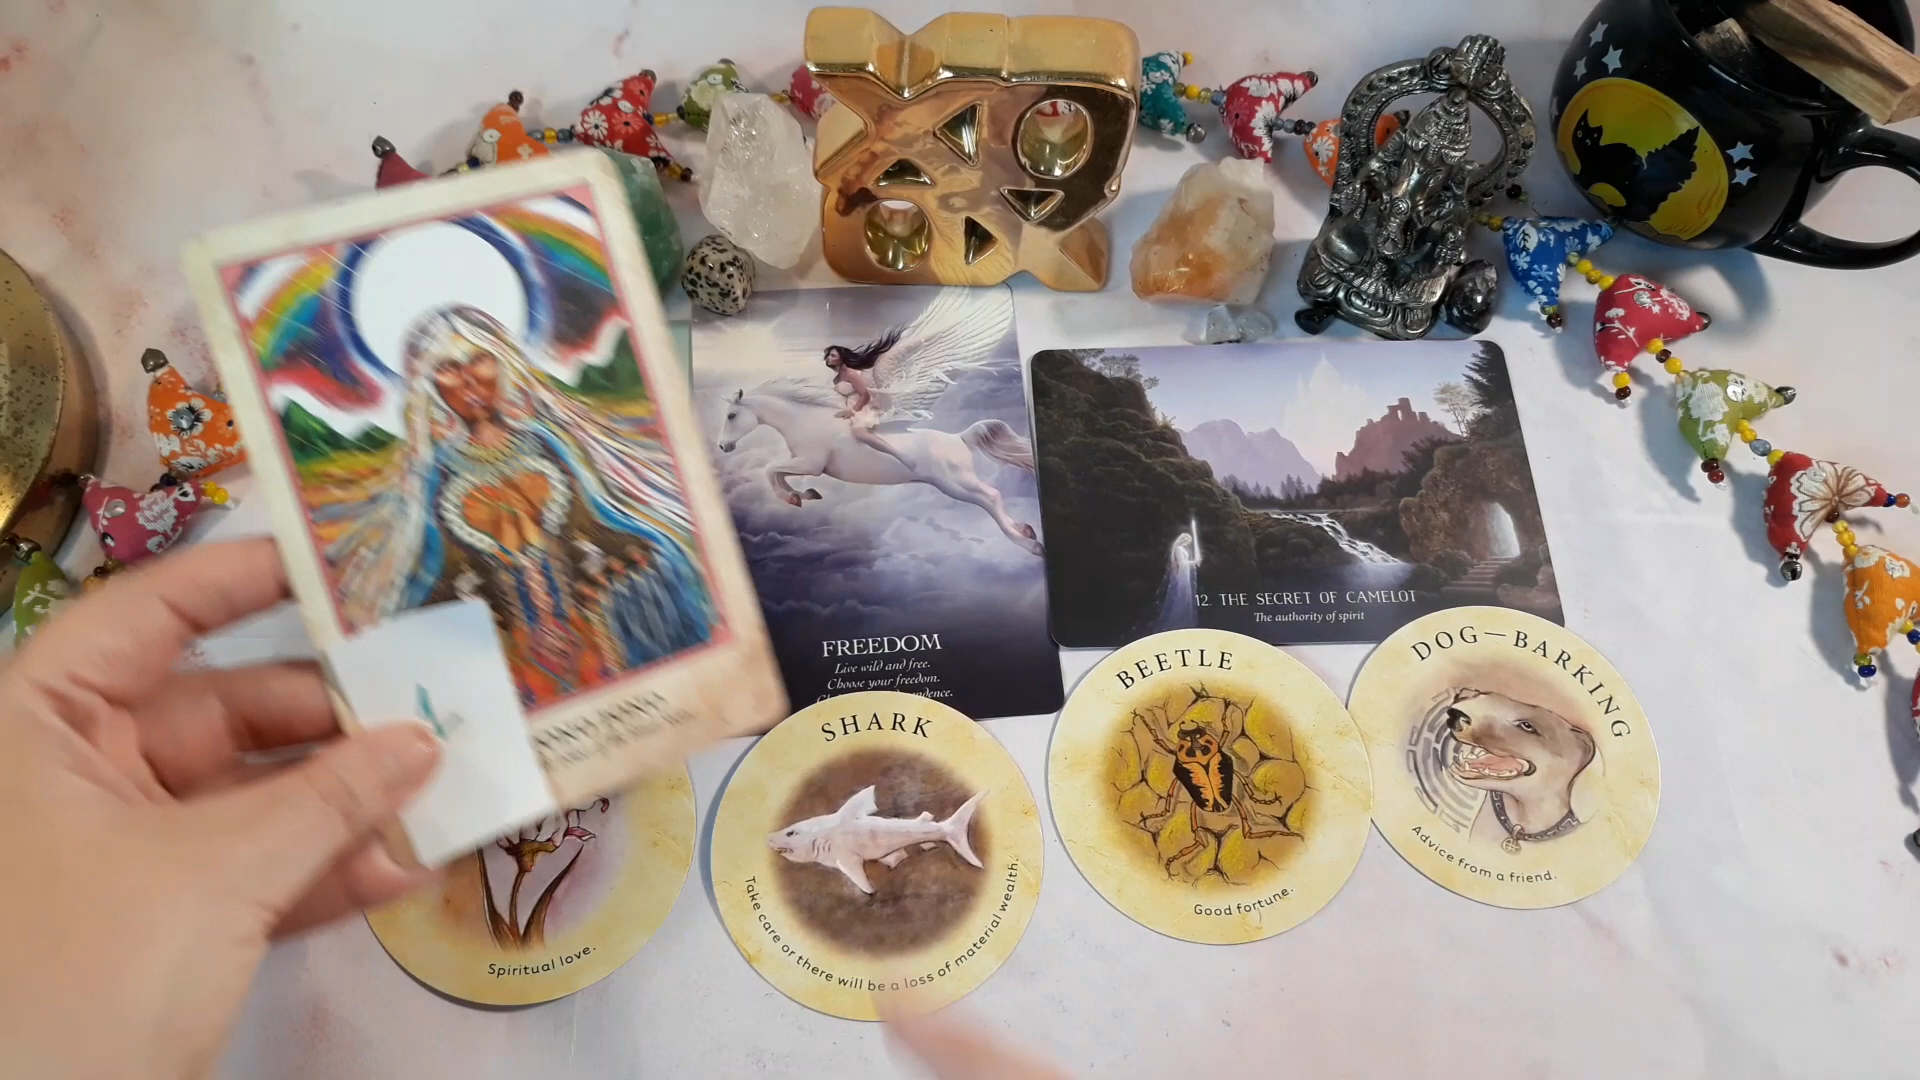 FREEDOM
Live wild and free.
Choose your freedom.
12. THE SECRET OF CAMELOT
The authority of spirit
SHARK
Take care or there will be a loss of material wealth.
BEETLE
Good fortune.
DOG—BARKING
Advice from a friend.
Spiritual love.